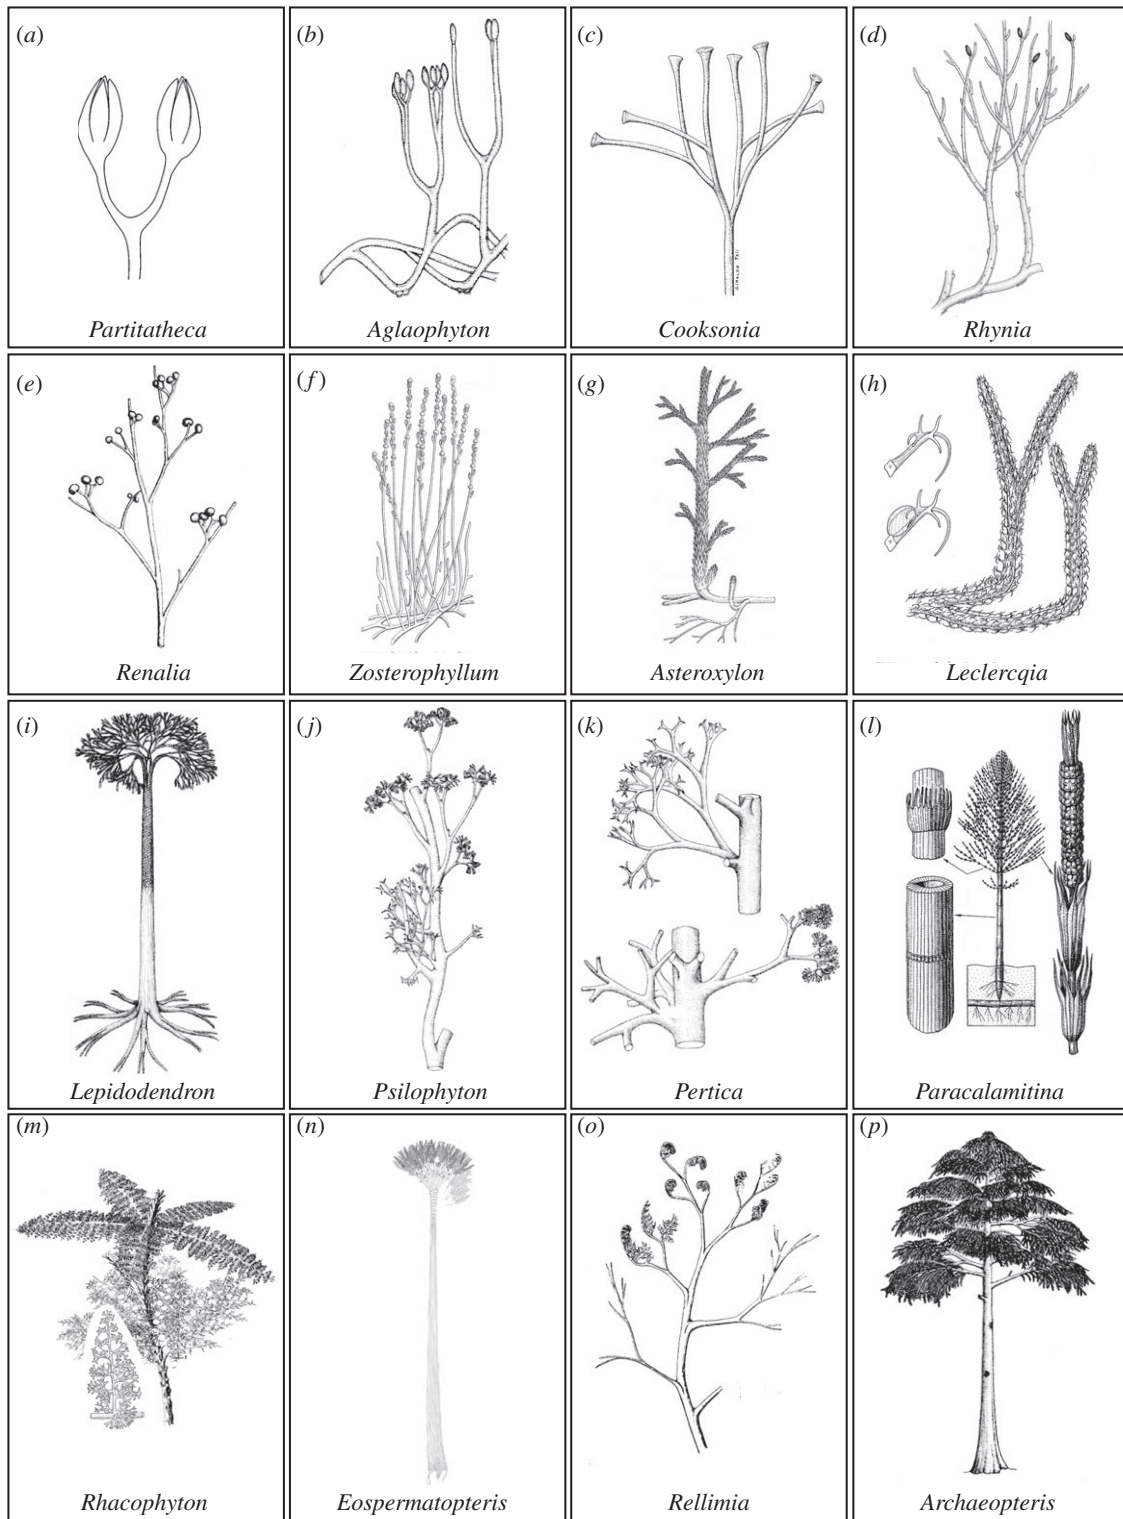 (a)
Partitatheca
(b)
Aglaophyton
(c)
Cooksonia
(d)
Rhynia
(e)
Renalia
(f)
Zosterophyllum
(g)
Asteroxylon
(h)
Leclercqia
(i)
Lepidodendron
(j)
Psilophyton
(k)
Pertica
(l)
Paracalamitina
(m)
Rhacophyton
(n)
Eospermatopteris
(o)
Rellimia
(p)
Archaeopteris